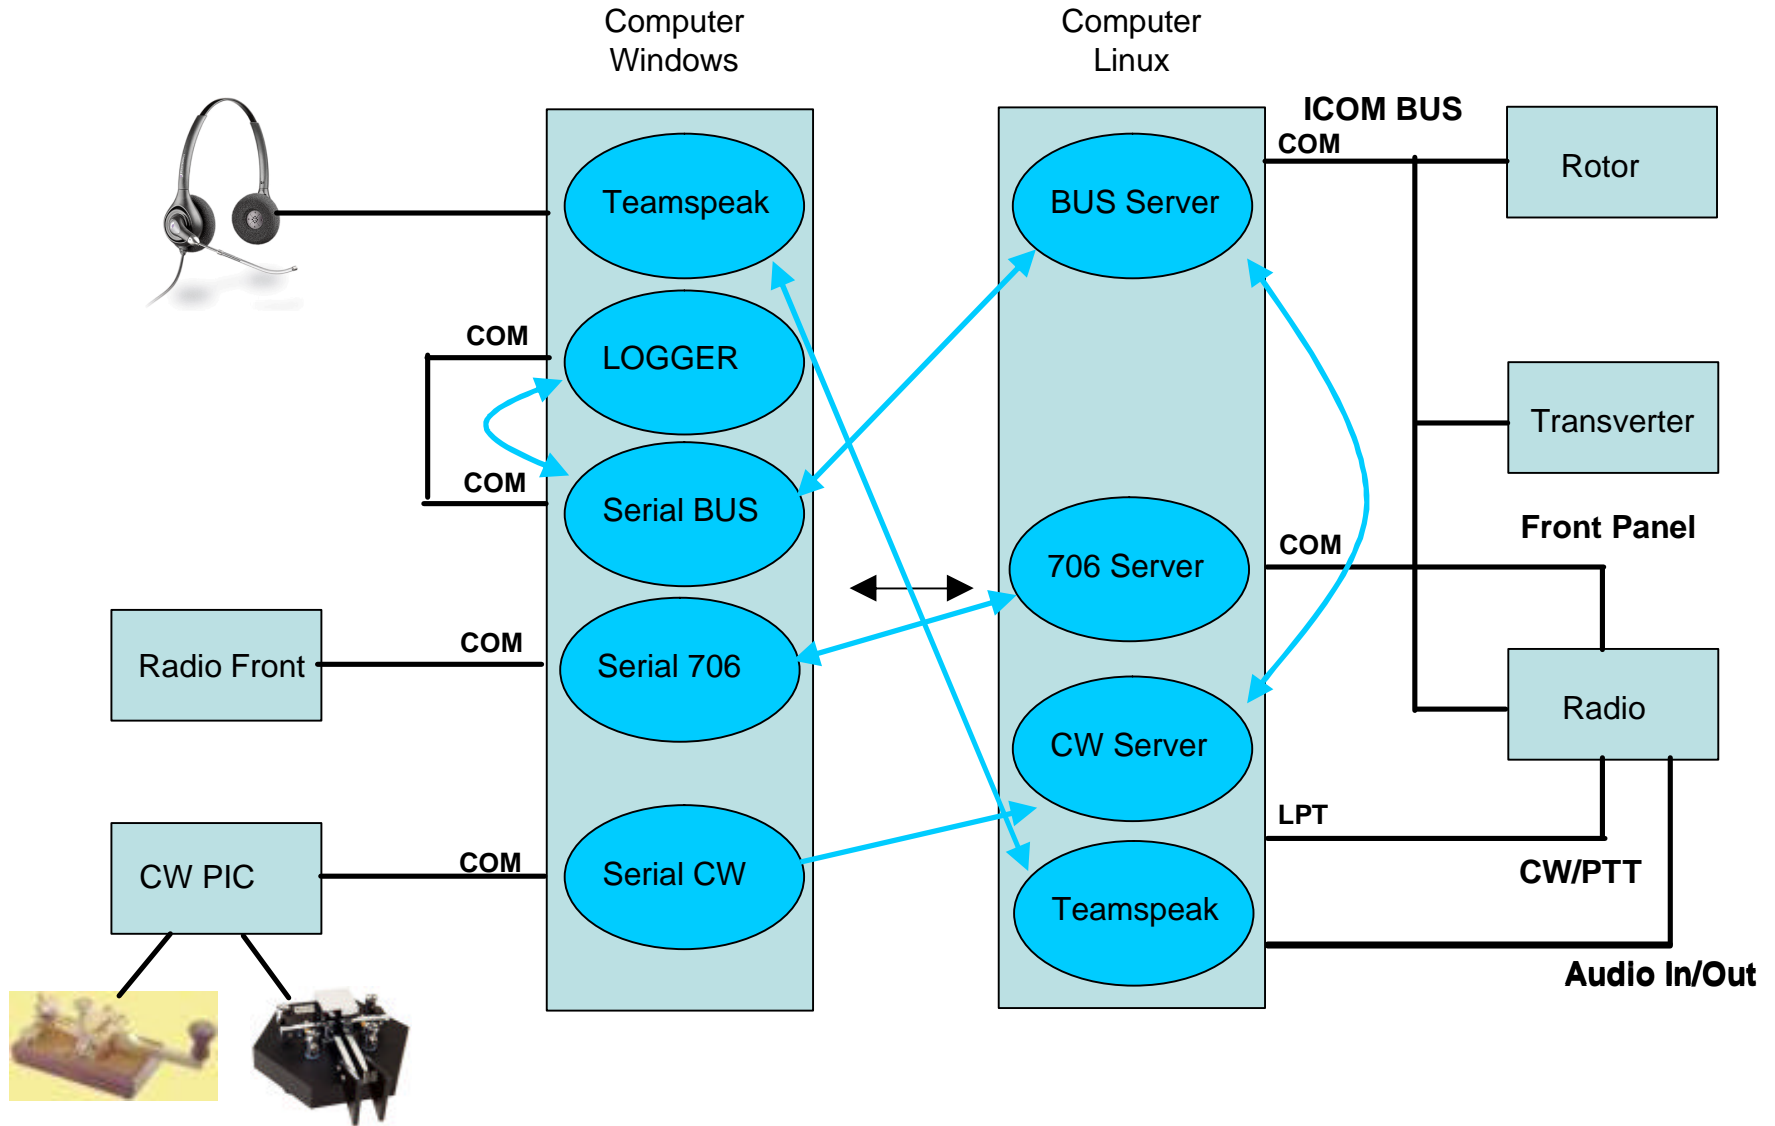 Computer
Windows
Computer
Linux
ICOM BUS
COM
Rotor
Teamspeak
BUS Server
COM
LOGGER
Transverter
COM
Serial BUS
Front Panel
COM
706 Server
COM
Radio Front
Serial 706
Radio
CW Server
LPT
COM
CW PIC
Serial CW
CW/PTT
Teamspeak
Audio In/Out